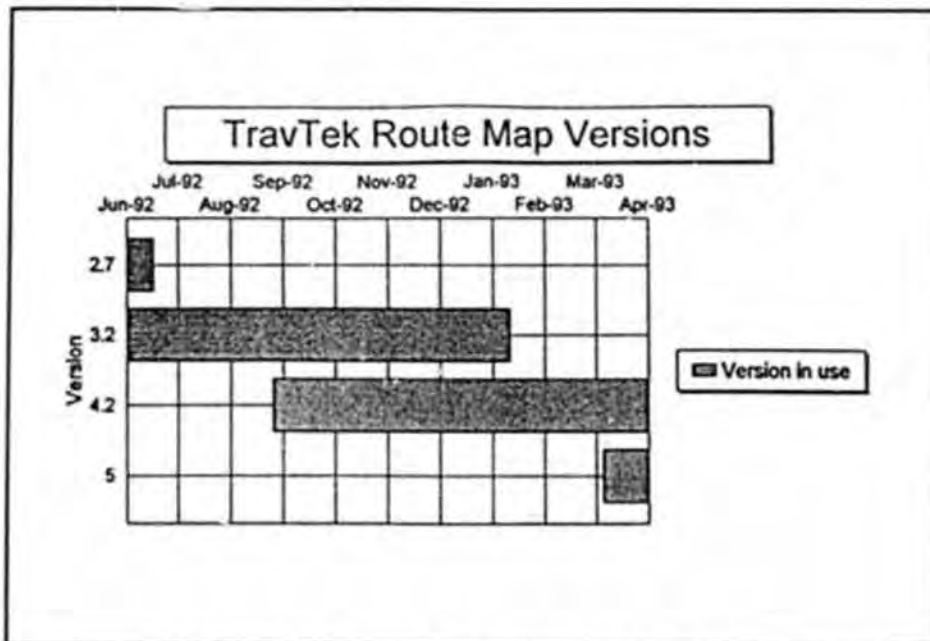 TravTek Route Map Versions
Jul-92 Sep-92 Nov-92 Jan-93 Mar-93
Jun-92 Aug-92 Oct-92 Dec-92 Feb-93 Apr-93
2.7
3.2
4.2
5
Version
Version in use